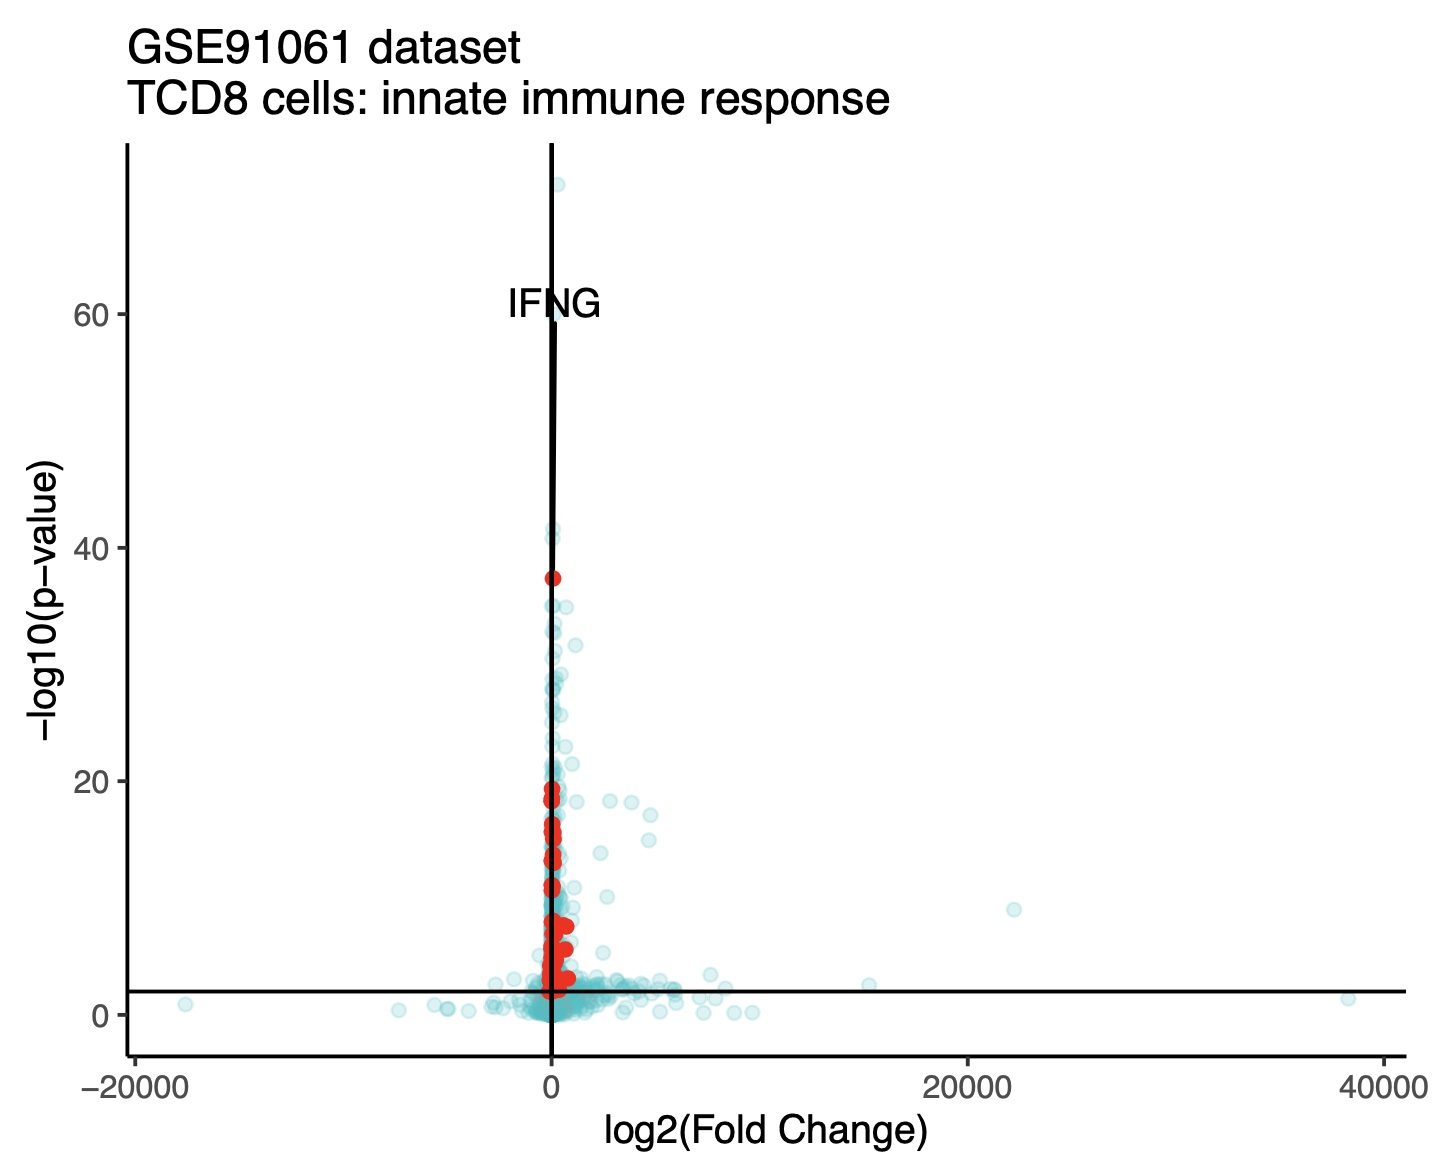 GSE91061 dataset
TCD8 cells: innate immune response
IFNG
60
40
20
0
−log10(p−value)
−20000
0
20000
40000
log2(Fold Change)